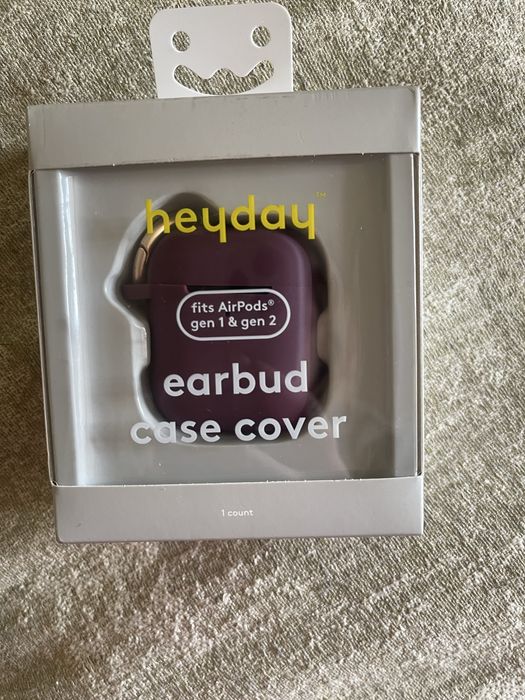 heyday™
fits AirPods®
gen 1 & gen 2
earbud
case cover
1 count